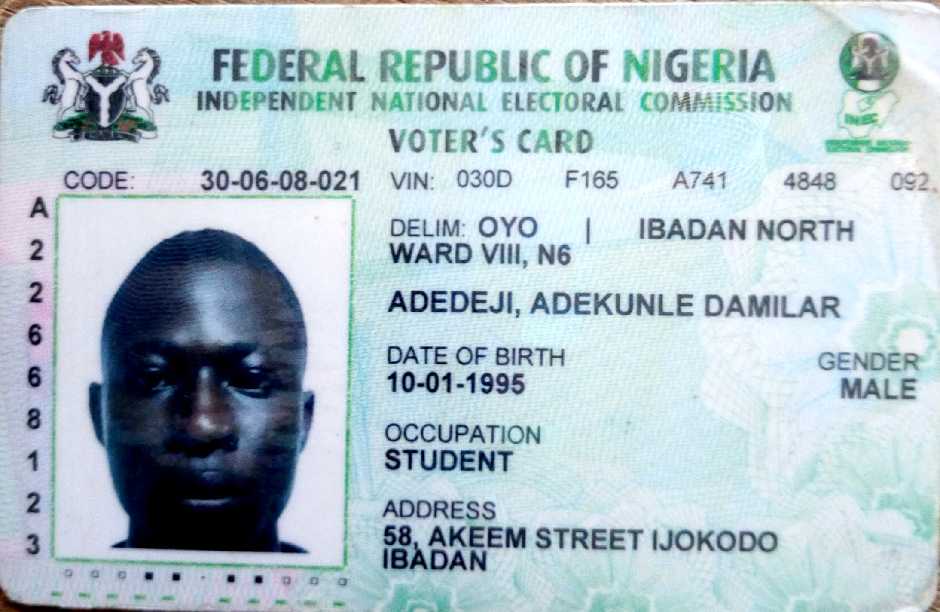 FEDERAL REPUBLIC OF NIGERIA
INDEPENDENT NATIONAL ELECTORAL COMMISSION
VOTER'S CARD
INEC
CODE: 30-06-08-021 VIN: 030D F165 A741 4848 092
DELIM: OYO | IBADAN NORTH
WARD VIII, N6
ADEDEJI, ADEKUNLE DAMILAR
DATE OF BIRTH
10-01-1995
GENDER
MALE
OCCUPATION
STUDENT
ADDRESS
58, AKEEM STREET IJOKODO
IBADAN
A
2
2
6
6
8
1
2
3